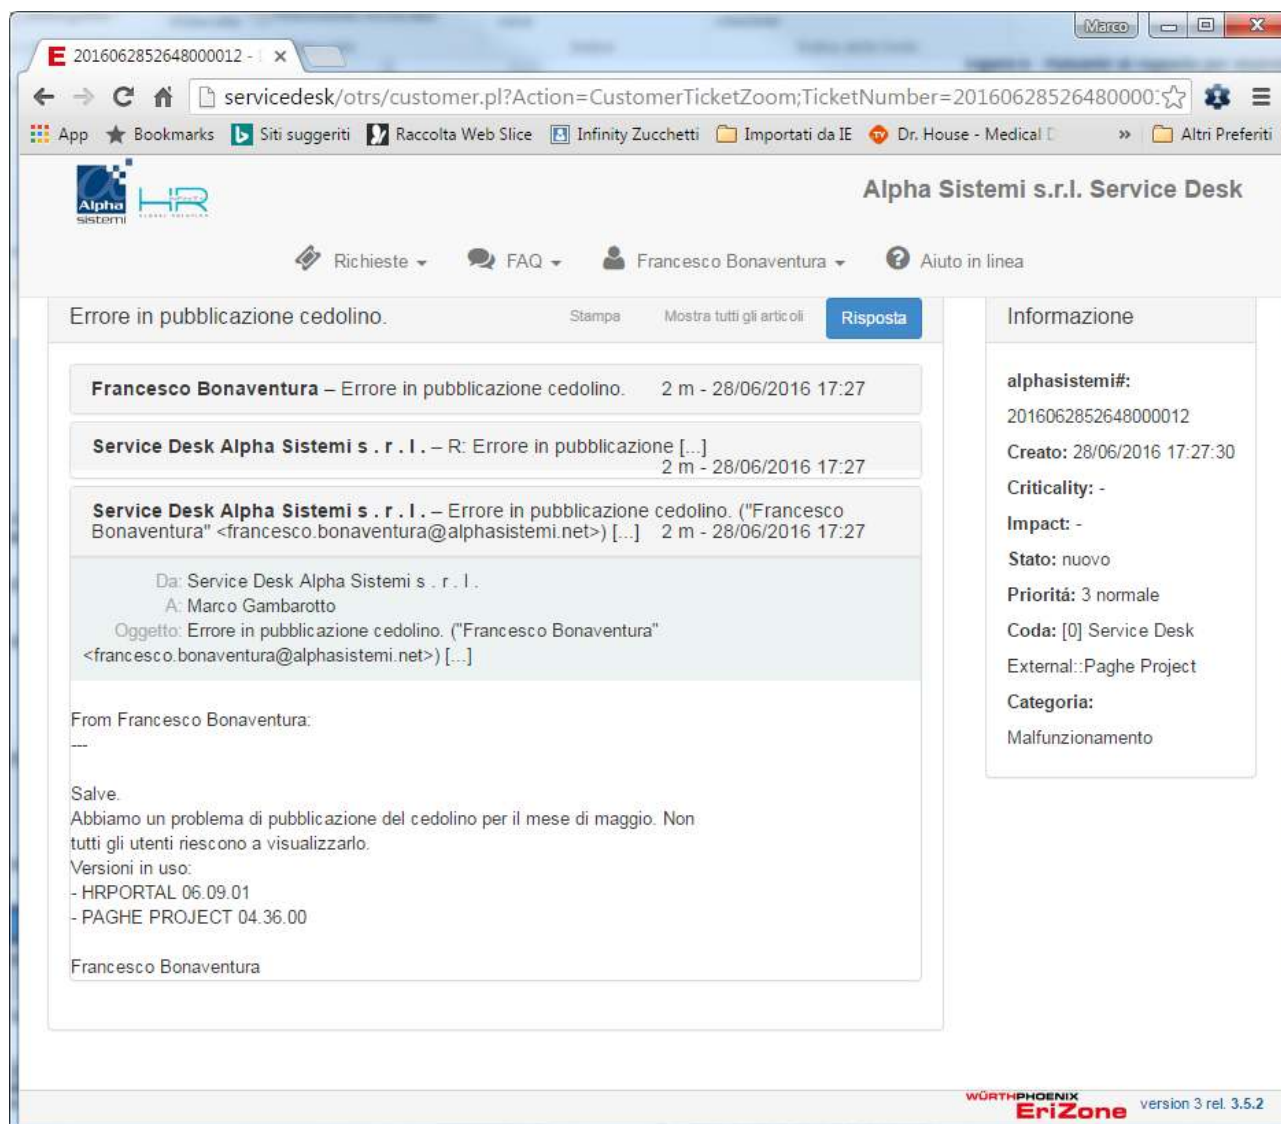 Marco
E 2016062852648000012 -
servicedesk/otrs/customer.pl?Action=CustomerTicketZoom;TicketNumber=20160628526480000
App Bookmarks Siti suggeriti Raccolta Web Slice Infinity Zucchetti Importati da IE Dr. House - Medical D » Altri Preferiti
Alpha sistemi HR
Alpha Sistemi s.r.l. Service Desk
Richieste FAQ Francesco Bonaventura Aiuto in linea
Errore in pubblicazione cedolino. Stampa Mostra tutti gli articoli Risposta
Francesco Bonaventura – Errore in pubblicazione cedolino. 2 m - 28/06/2016 17:27
Service Desk Alpha Sistemi s . r . l . – R: Errore in pubblicazione [...]
2 m - 28/06/2016 17:27
Service Desk Alpha Sistemi s . r . l . – Errore in pubblicazione cedolino. ("Francesco
Bonaventura" <francesco.bonaventura@alphasistemi.net>) [...] 2 m - 28/06/2016 17:27
Da: Service Desk Alpha Sistemi s . r . l .
A: Marco Gambarotto
Oggetto: Errore in pubblicazione cedolino. ("Francesco Bonaventura"
<francesco.bonaventura@alphasistemi.net>) [...]
From Francesco Bonaventura:
---
Salve.
Abbiamo un problema di pubblicazione del cedolino per il mese di maggio. Non
tutti gli utenti riescono a visualizzarlo.
Versioni in uso:
- HRPORTAL 06.09.01
- PAGHE PROJECT 04.36.00
Francesco Bonaventura
Informazione
alphasistemi#:
2016062852648000012
Creato: 28/06/2016 17:27:30
Criticality: -
Impact: -
Stato: nuovo
Prioritá: 3 normale
Coda: [0] Service Desk
External::Paghe Project
Categoria:
Malfunzionamento
WÜRTHPHOENIX
EriZone version 3 rel. 3.5.2